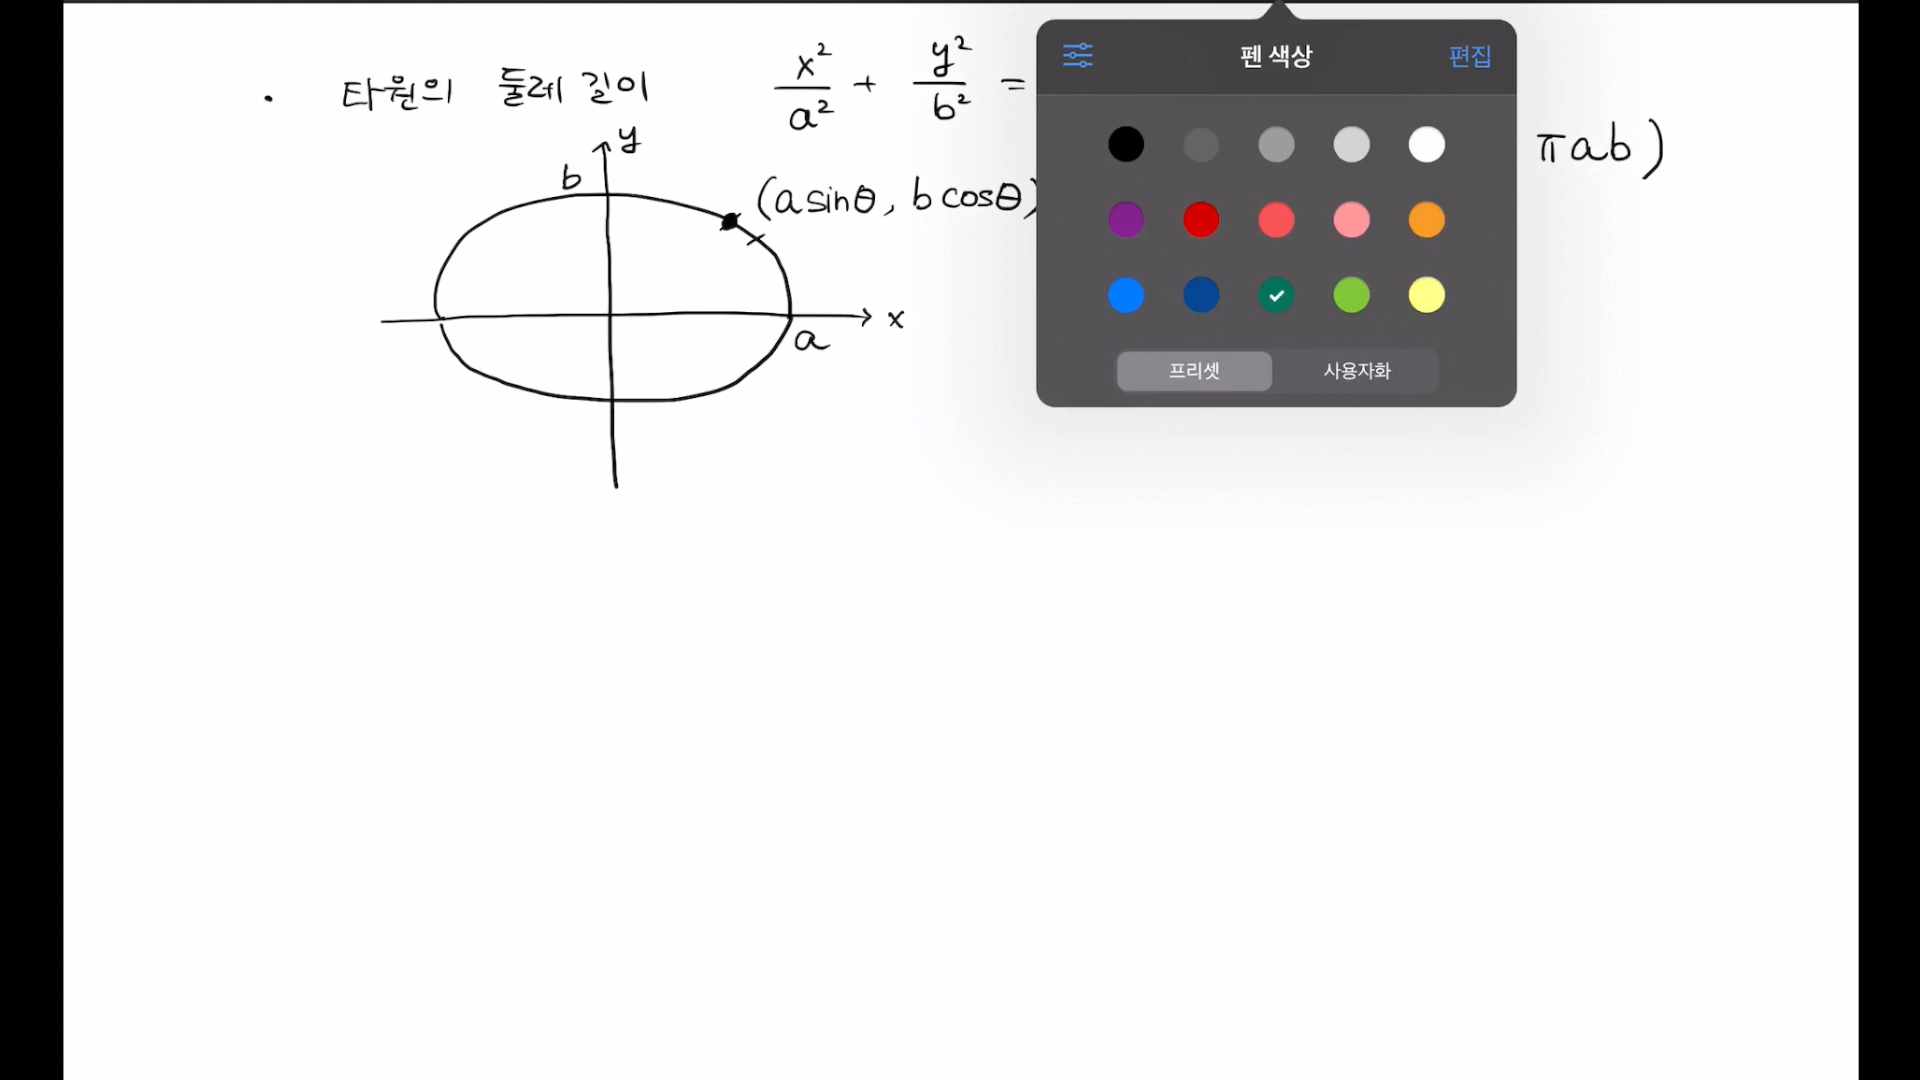 · 타원의 둘레 길이 x²/a² + y²/b² =
πab)
y
b
(a sinθ, b cosθ)
x
a
펜 색상
편집
프리셋
사용자화